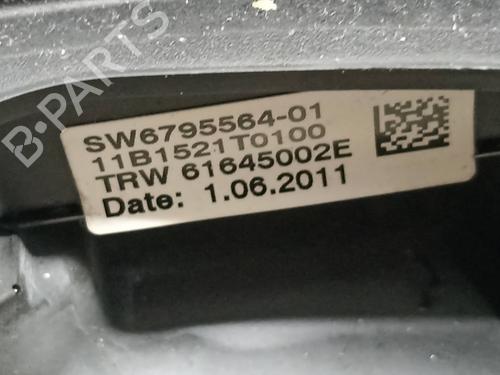 B-PARTS
SW6795564-01
11B1521T0100
TRW 61645002E
Date: 1.06.2011